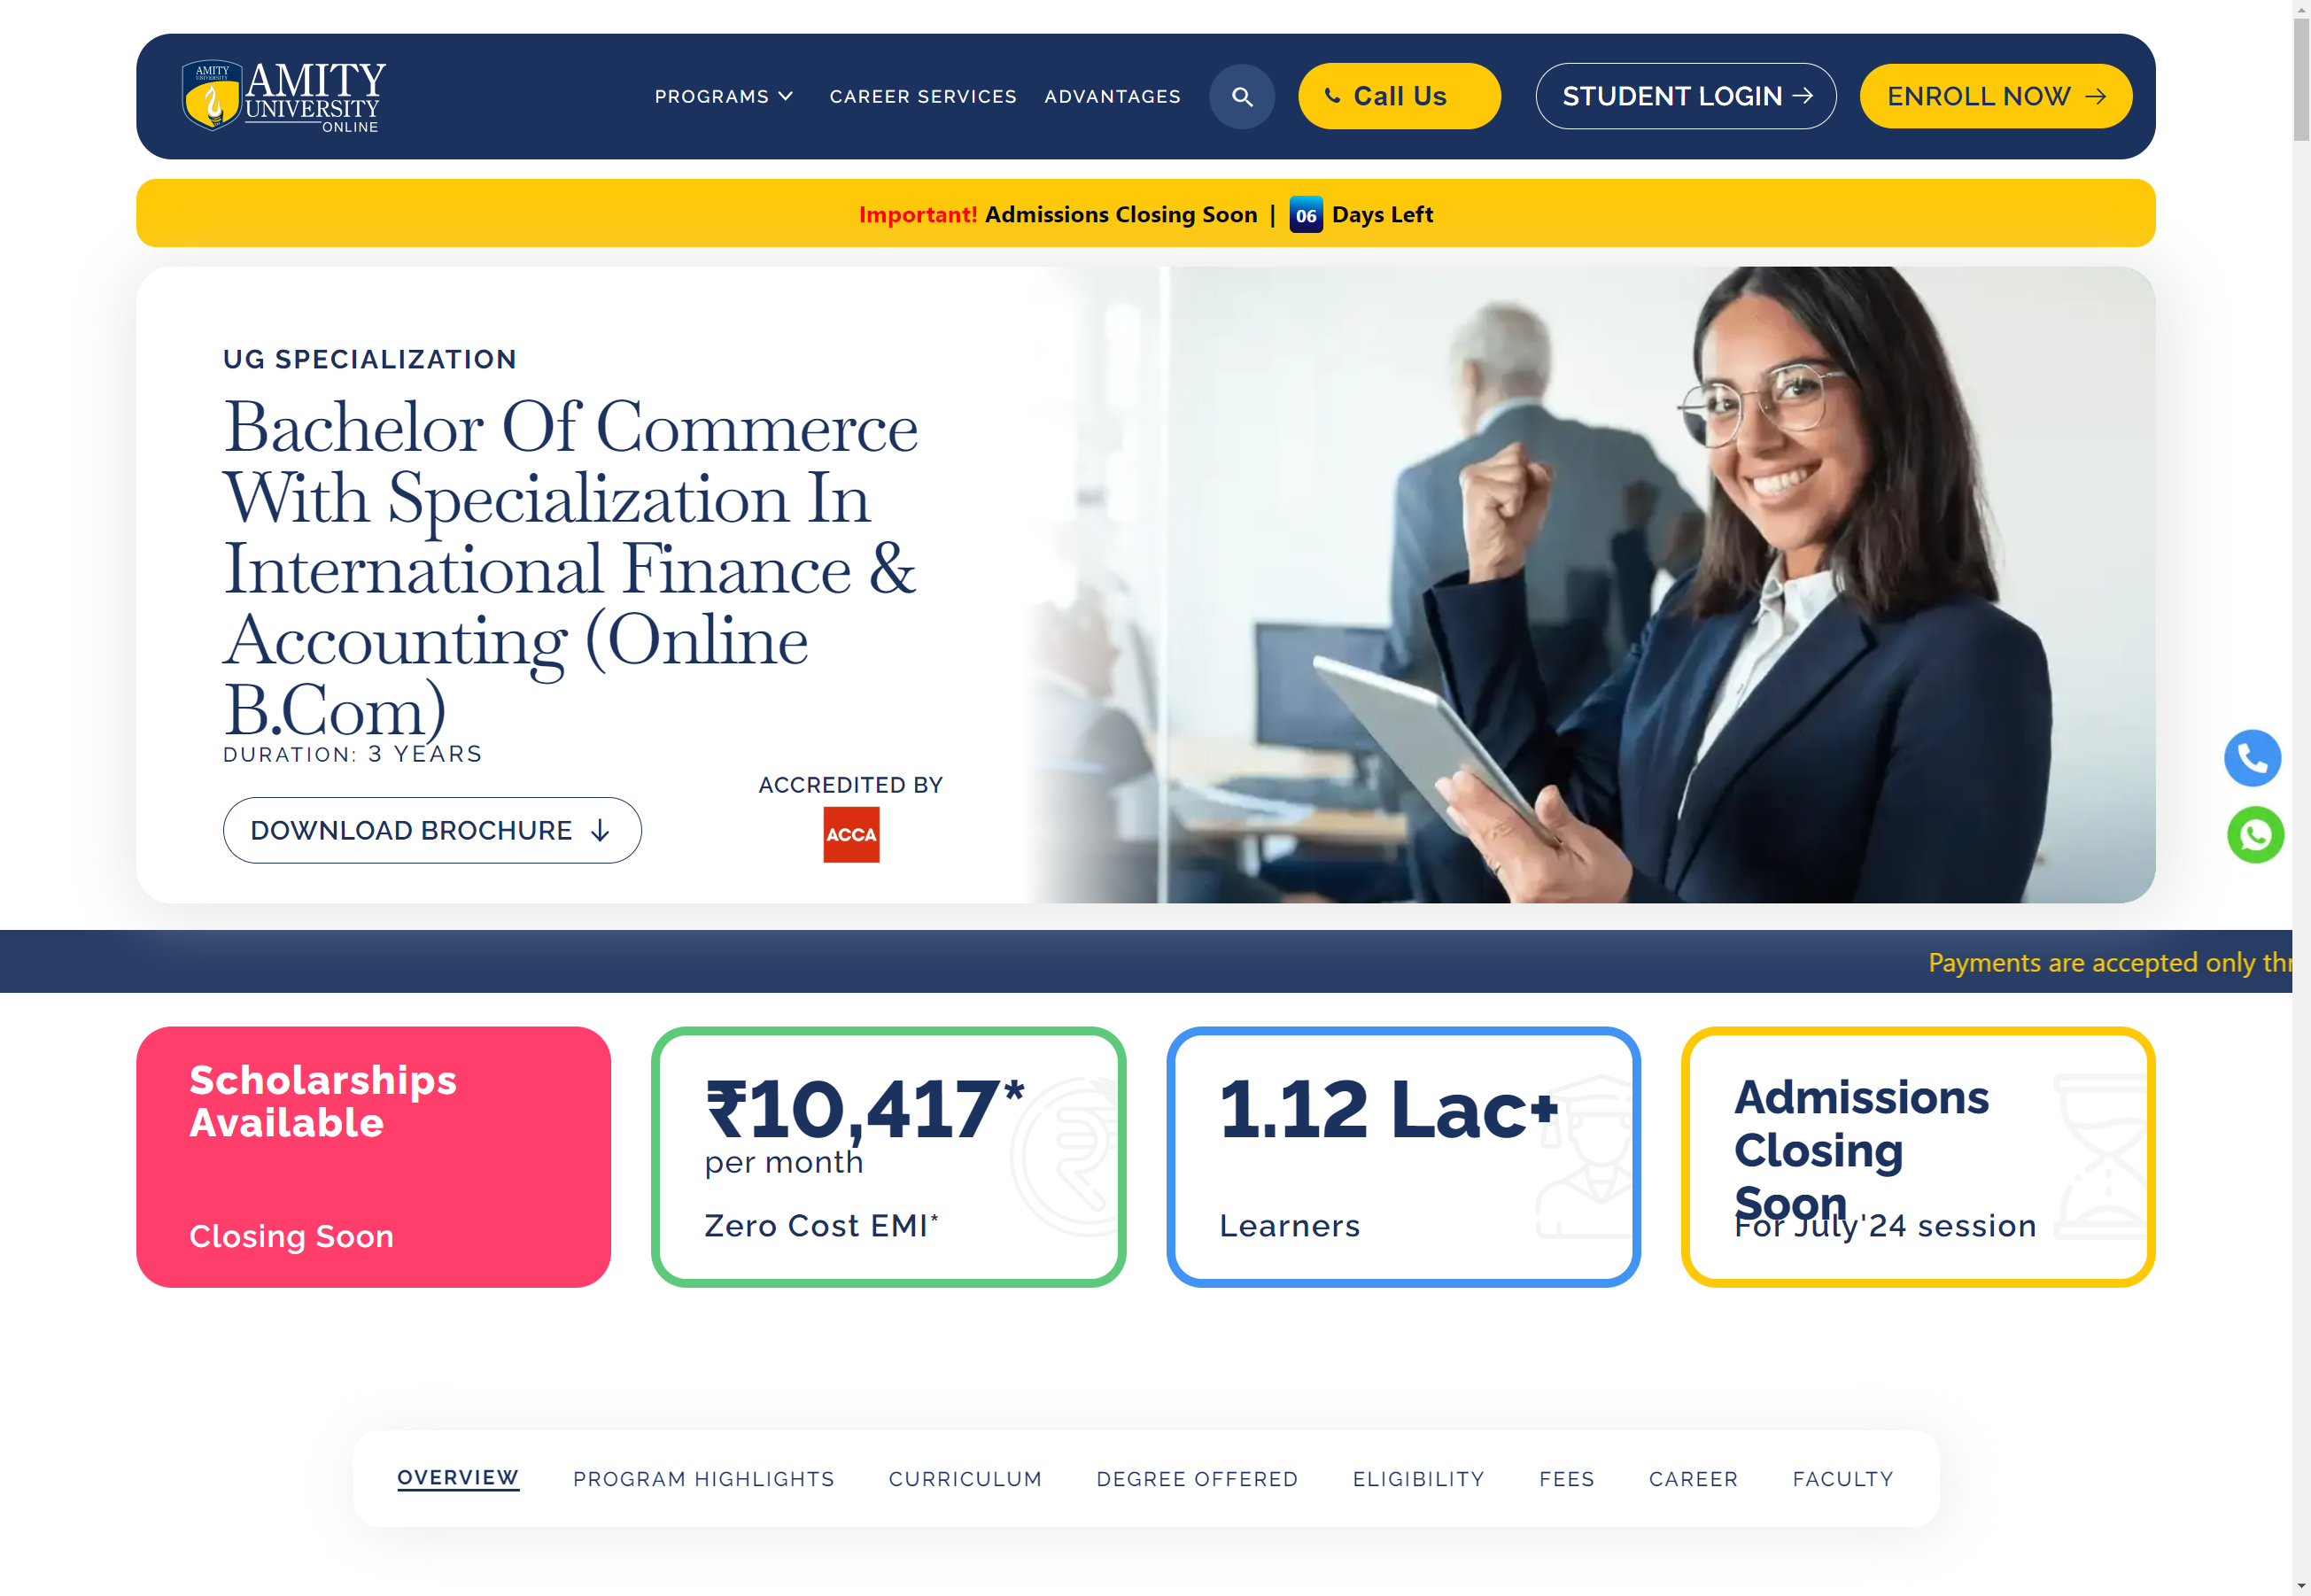 AMITY
UNIVERSITY
AMITY
UNIVERSITY
ONLINE
PROGRAMS
CAREER SERVICES
ADVANTAGES
Call Us
STUDENT LOGIN
ENROLL NOW
Important! Admissions Closing Soon | 06 Days Left
UG SPECIALIZATION
Bachelor Of Commerce
With Specialization In
International Finance &
Accounting (Online
B.Com)
DURATION: 3 YEARS
DOWNLOAD BROCHURE
ACCREDITED BY
ACCA
Payments are accepted only thr
Scholarships
Available
Closing Soon
₹10,417*
per month
Zero Cost EMI*
1.12 Lac+
Learners
Admissions
Closing
Soon
For July'24 session
OVERVIEW
PROGRAM HIGHLIGHTS
CURRICULUM
DEGREE OFFERED
ELIGIBILITY
FEES
CAREER
FACULTY